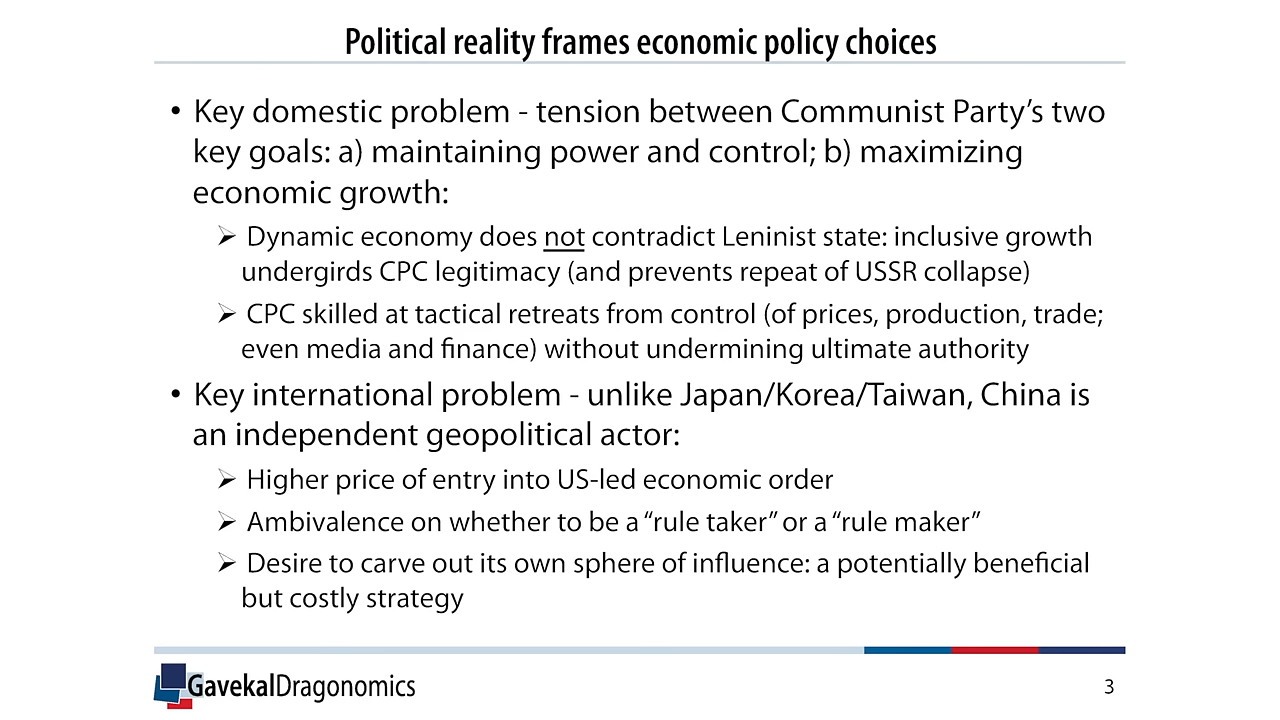 Political reality frames economic policy choices
• Key domestic problem - tension between Communist Party’s two
key goals: a) maintaining power and control; b) maximizing
economic growth:
➢ Dynamic economy does not contradict Leninist state: inclusive growth
undergirds CPC legitimacy (and prevents repeat of USSR collapse)
➢ CPC skilled at tactical retreats from control (of prices, production, trade;
even media and finance) without undermining ultimate authority
• Key international problem - unlike Japan/Korea/Taiwan, China is
an independent geopolitical actor:
➢ Higher price of entry into US-led economic order
➢ Ambivalence on whether to be a “rule taker” or a “rule maker”
➢ Desire to carve out its own sphere of influence: a potentially beneficial
but costly strategy
GavekalDragonomics
3